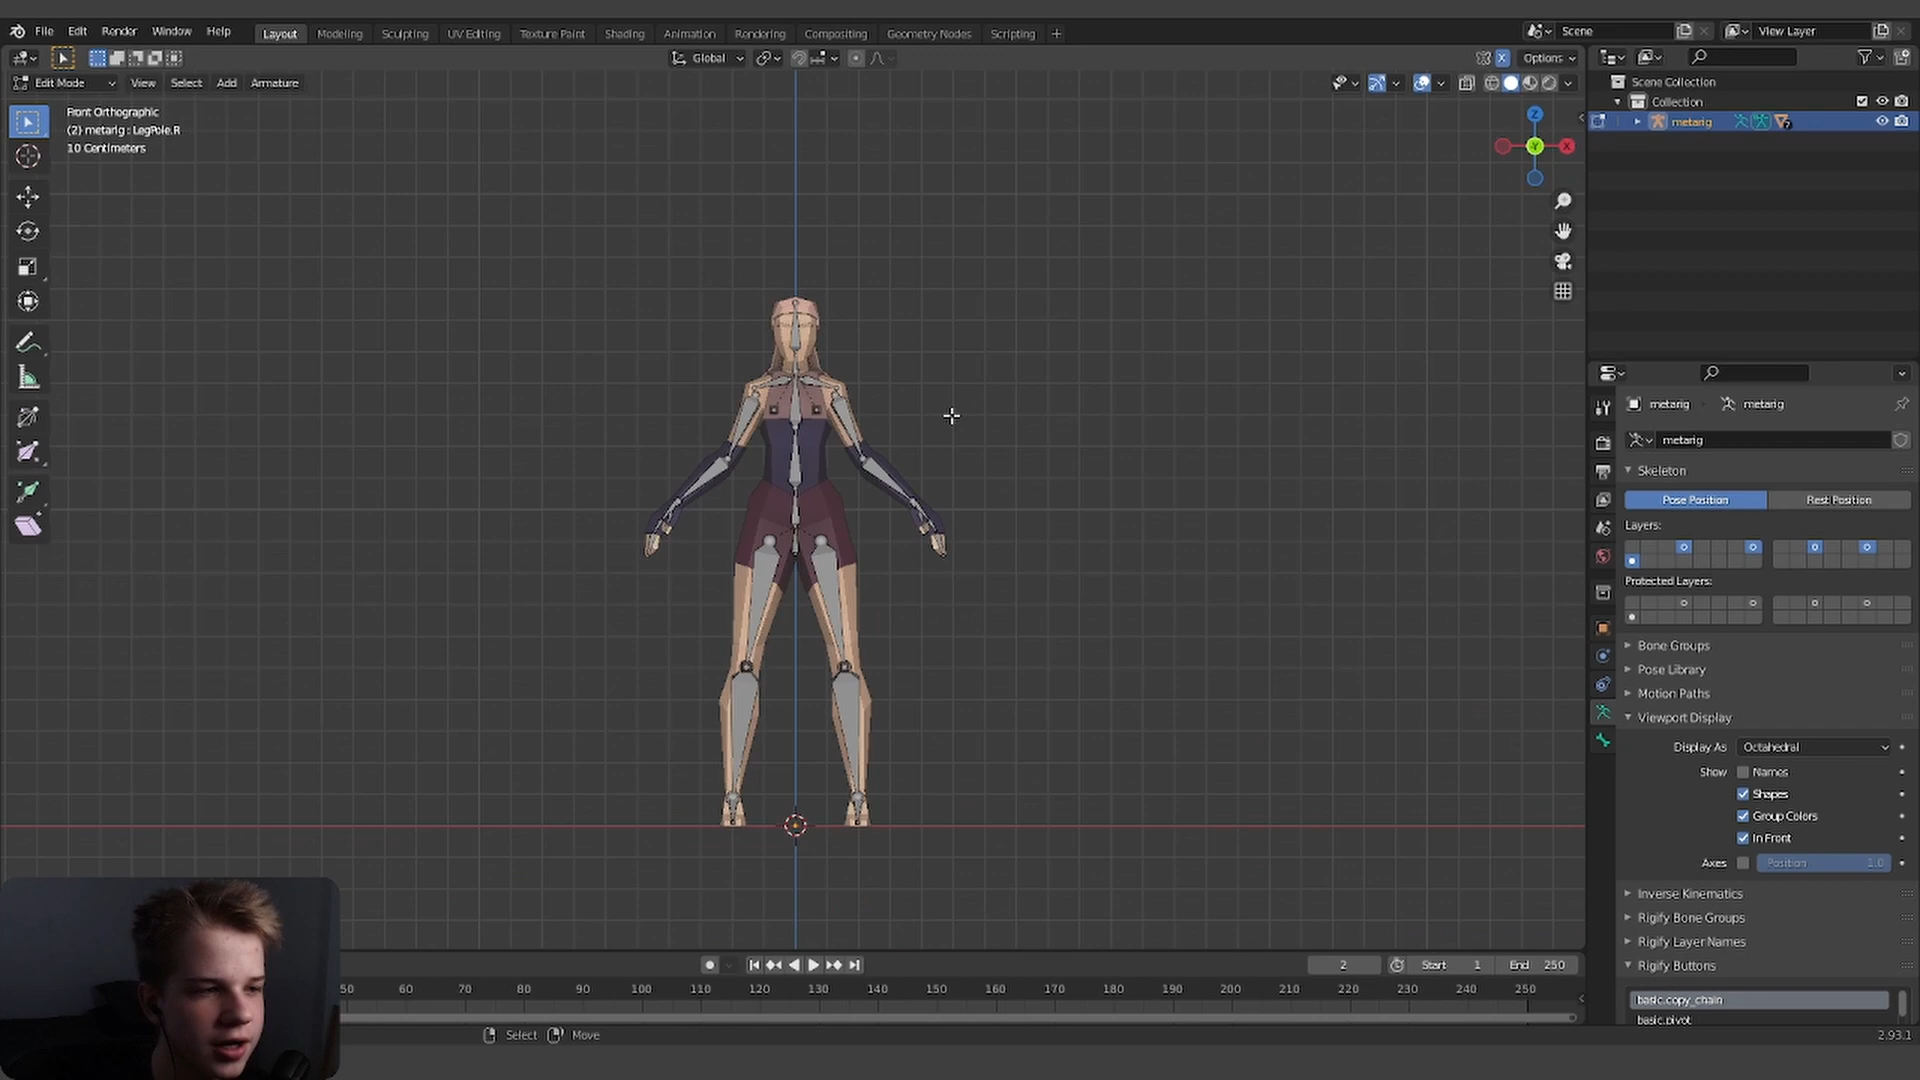 File Edit Render Window Help Layout Modeling Sculpting UV Editing Texture Paint Shading Animation Rendering Compositing Geometry Nodes Scripting + Scene View Layer
Global Options
Edit Mode View Select Add Armature
Front Orthographic
(2) metarig : LegPole.R
10 Centimeters
Z
Y
X
Scene Collection
Collection
metarig
metarig metarig
metarig
Skeleton
Pose Position Rest Position
Layers:
Protected Layers:
Bone Groups
Pose Library
Motion Paths
Viewport Display
Display As Octahedral
Show Names
Shapes
Group Colors
In Front
Axes Position 1.0
Inverse Kinematics
Rigify Bone Groups
Rigify Layer Names
Rigify Buttons
basic.copy_chain
basic.pivot
2 Start 1 End 250
50 60 70 80 90 100 110 120 130 140 150 160 170 180 190 200 210 220 230 240 250
Select Move
2.93.1